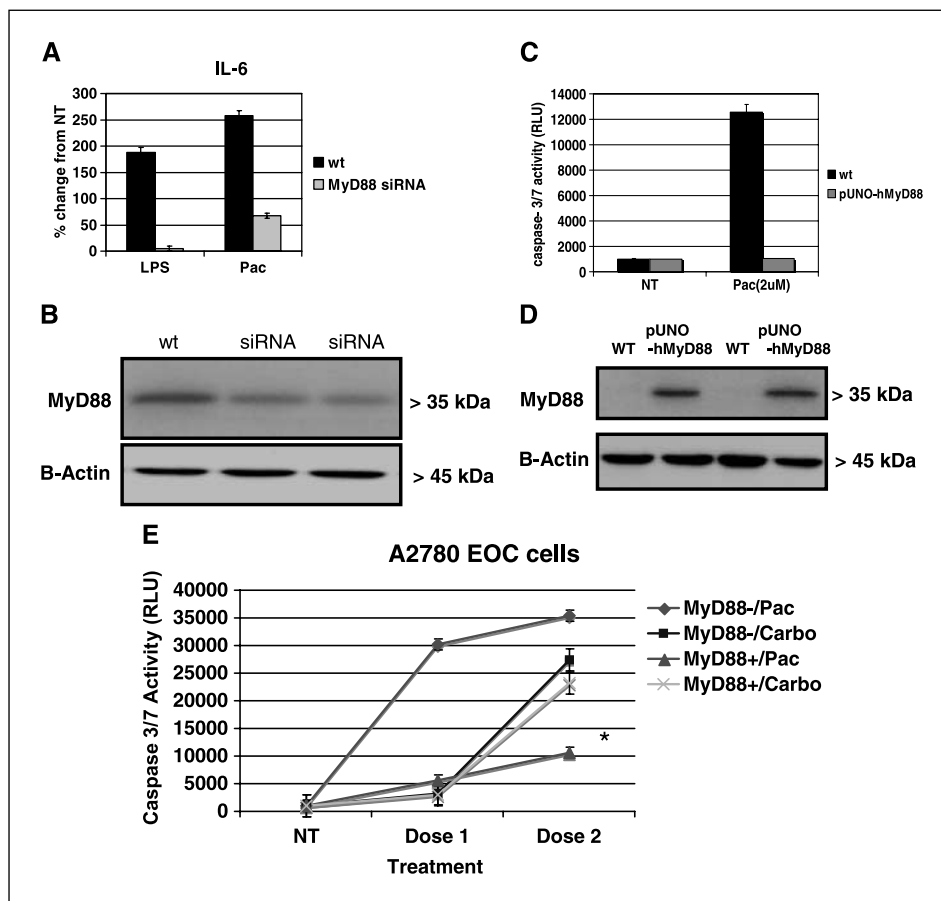 A
IL-6
% change from NT
300
250
200
150
100
50
0
LPS
Pac
wt
MyD88 siRNA
B
wt siRNA siRNA
MyD88
> 35 kDa
B-Actin
> 45 kDa
C
caspase- 3/7 activity (RLU)
14000
12000
10000
8000
6000
4000
2000
0
NT
Pac(2uM)
wt
pUNO-hMyD88
D
WT pUNO -hMyD88 WT pUNO -hMyD88
MyD88
> 35 kDa
B-Actin
> 45 kDa
E
A2780 EOC cells
Caspase 3/7 Activity (RLU)
40000
35000
30000
25000
20000
15000
10000
5000
0
*
NT
Dose 1
Dose 2
Treatment
MyD88-/Pac
MyD88-/Carbo
MyD88+/Pac
MyD88+/Carbo